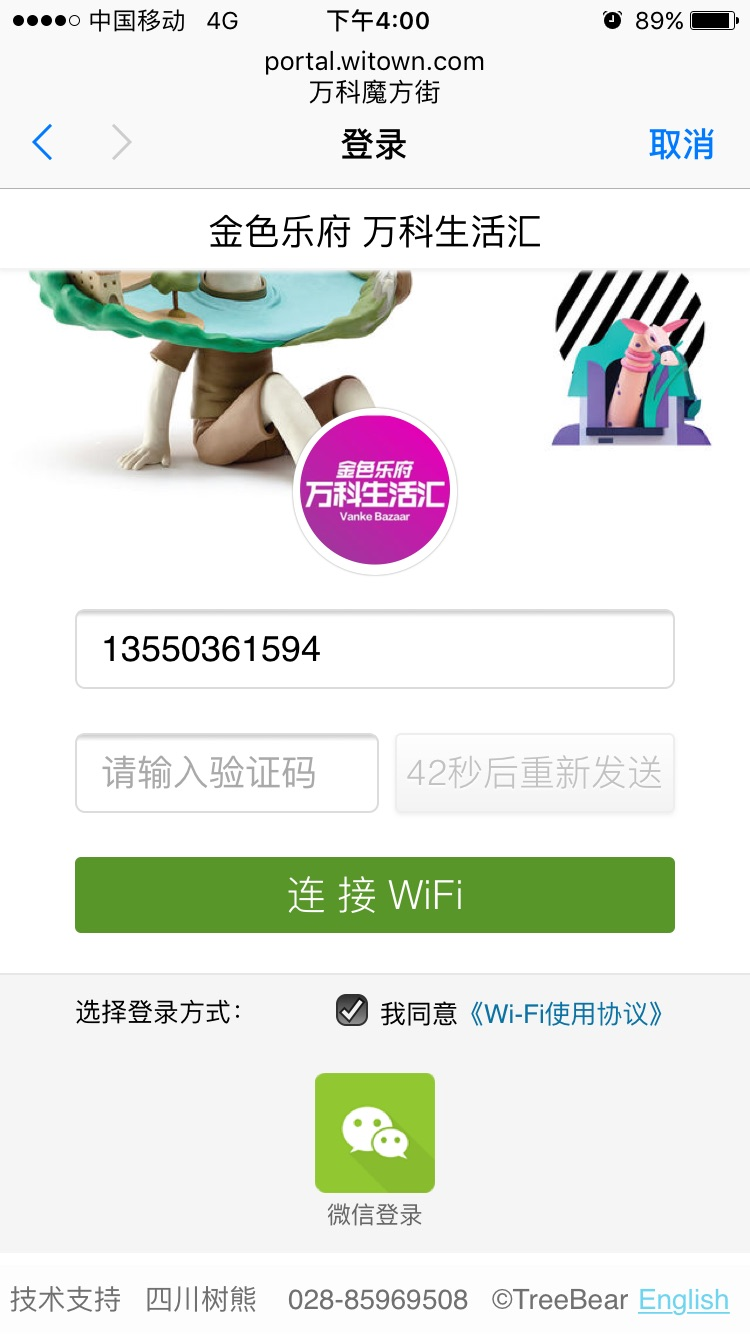 中国移动 4G 下午4:00 89%
portal.witown.com
万科魔方街
登录 取消
金色乐府 万科生活汇
金色乐府
万科生活汇
Vanke Bazaar
13550361594
请输入验证码 42秒后重新发送
连 接 WiFi
选择登录方式： 我同意《Wi-Fi使用协议》
微信登录
技术支持 四川树熊 028-85969508 ©TreeBear English